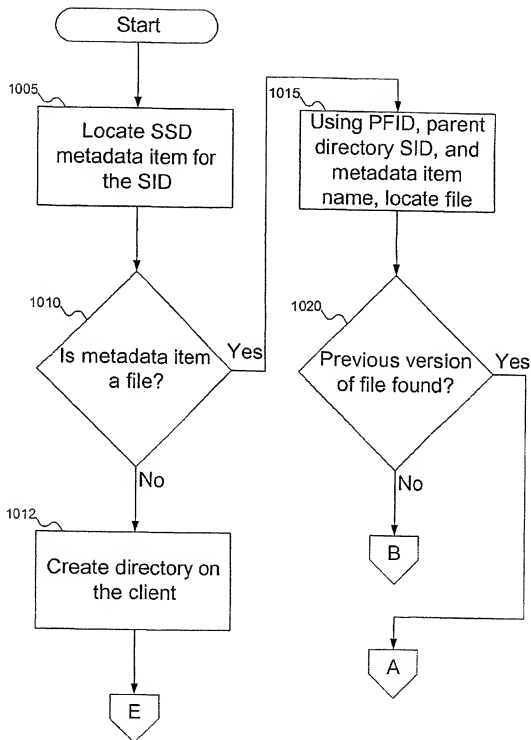 Start
1005
Locate SSD
metadata item for
the SID
1010
Is metadata item
a file?
Yes
No
1012
Create directory on
the client
E
1015
Using PFID, parent
directory SID, and
metadata item
name, locate file
1020
Previous version
of file found?
Yes
No
B
A